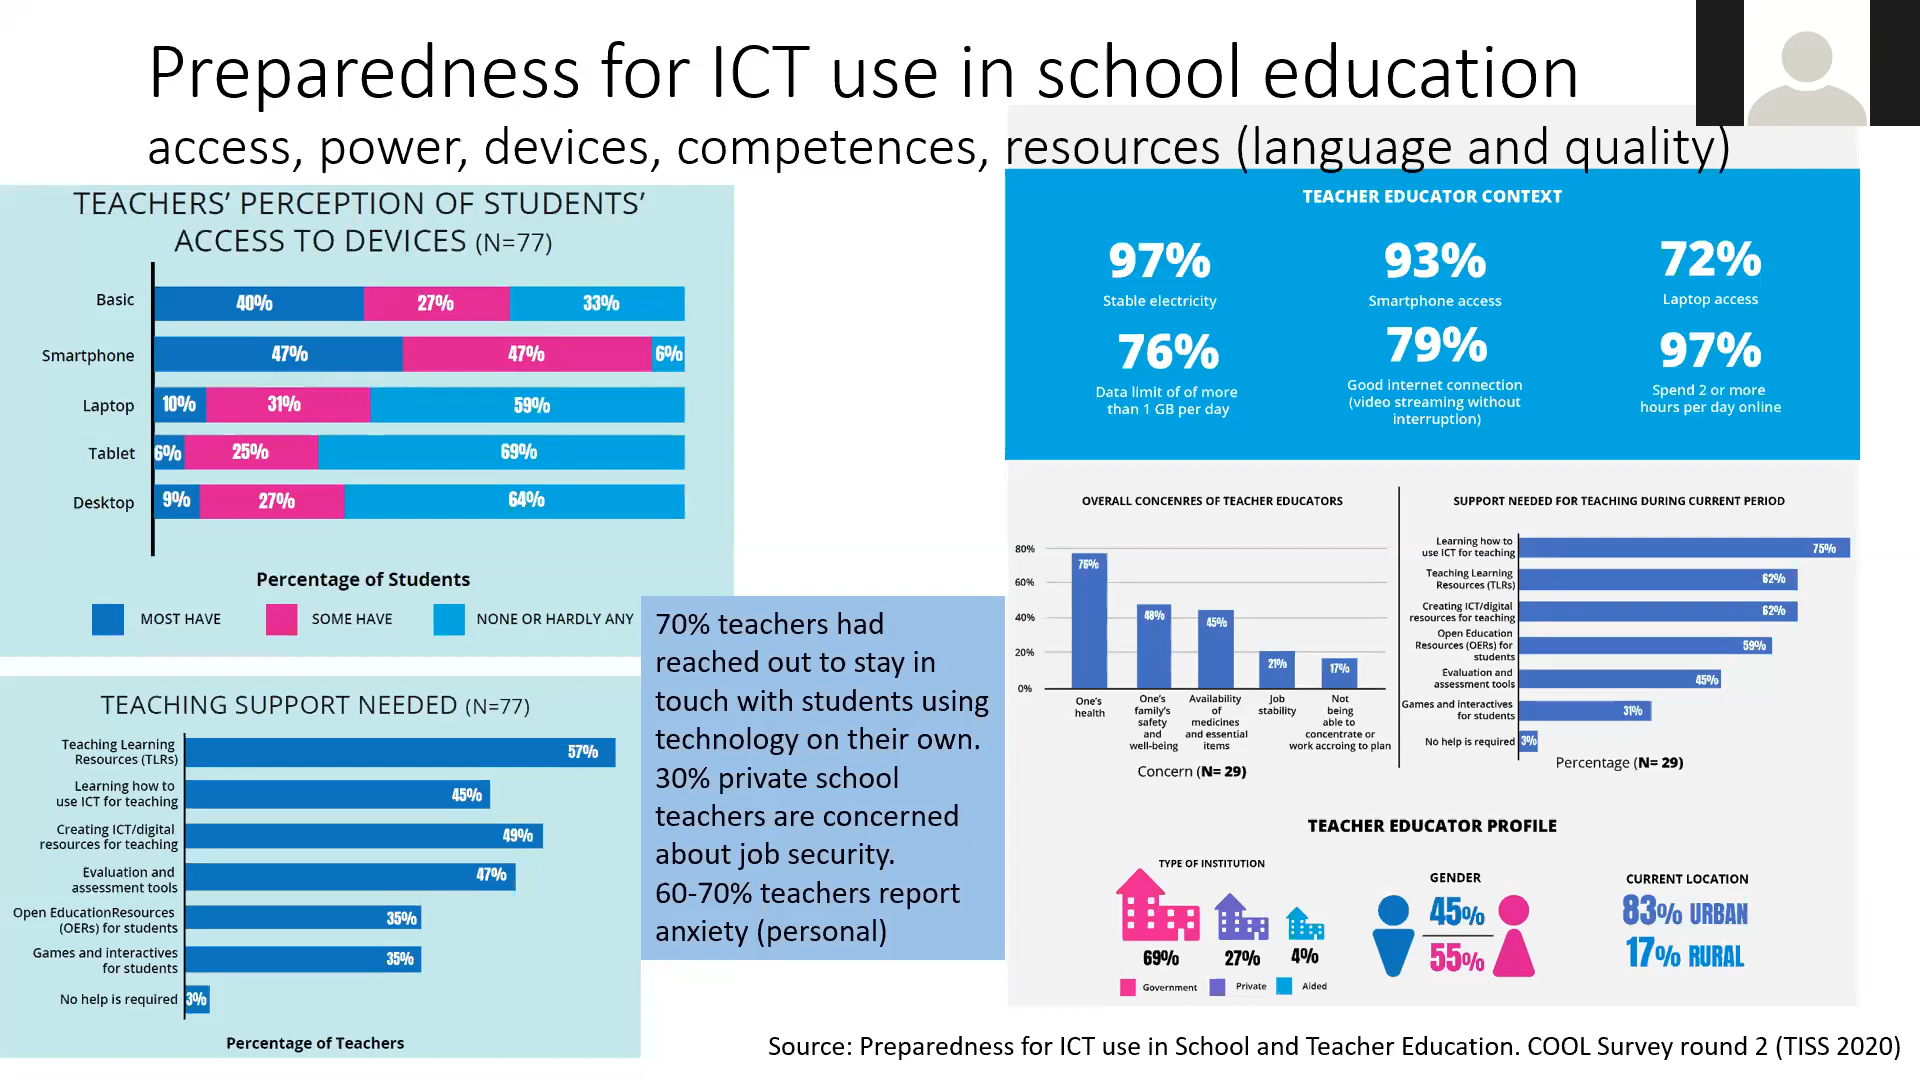 Preparedness for ICT use in school education
access, power, devices, competences, resources (language and quality)
TEACHERS’ PERCEPTION OF STUDENTS’
ACCESS TO DEVICES (N=77)
Basic
40%
27%
33%
Smartphone
47%
47%
6%
Laptop
10%
31%
59%
Tablet
6%
25%
69%
Desktop
9%
27%
64%
Percentage of Students
MOST HAVE
SOME HAVE
NONE OR HARDLY ANY
TEACHING SUPPORT NEEDED (N=77)
Teaching Learning
Resources (TLRs)
57%
Learning how to
use ICT for teaching
45%
Creating ICT/digital
resources for teaching
49%
Evaluation and
assessment tools
47%
Open EducationResources
(OERs) for students
35%
Games and interactives
for students
35%
No help is required
3%
Percentage of Teachers
70% teachers had
reached out to stay in
touch with students using
technology on their own.
30% private school
teachers are concerned
about job security.
60-70% teachers report
anxiety (personal)
TEACHER EDUCATOR CONTEXT
97%
Stable electricity
93%
Smartphone access
72%
Laptop access
76%
Data limit of of more
than 1 GB per day
79%
Good internet connection
(video streaming without
interruption)
97%
Spend 2 or more
hours per day online
OVERALL CONCENRES OF TEACHER EDUCATORS
80%
60%
40%
20%
0%
76%
48%
45%
21%
17%
One’s
health
One’s
family’s
safety
and
well-being
Availability
of
medicines
and essential
items
Job
stability
Not
being
able to
concentrate or
work accroing to plan
Concern (N= 29)
SUPPORT NEEDED FOR TEACHING DURING CURRENT PERIOD
Learning how to
use ICT for teaching
75%
Teaching Learning
Resources (TLRs)
62%
Creating ICT/digital
resources for teaching
62%
Open Education
Resources (OERs) for
students
59%
Evaluation and
assessment tools
45%
Games and interactives
for students
31%
No help is required
3%
Percentage (N= 29)
TEACHER EDUCATOR PROFILE
TYPE OF INSTITUTION
69%
27%
4%
Government
Private
Aided
GENDER
45%
55%
CURRENT LOCATION
83% URBAN
17% RURAL
Source: Preparedness for ICT use in School and Teacher Education. COOL Survey round 2 (TISS 2020)